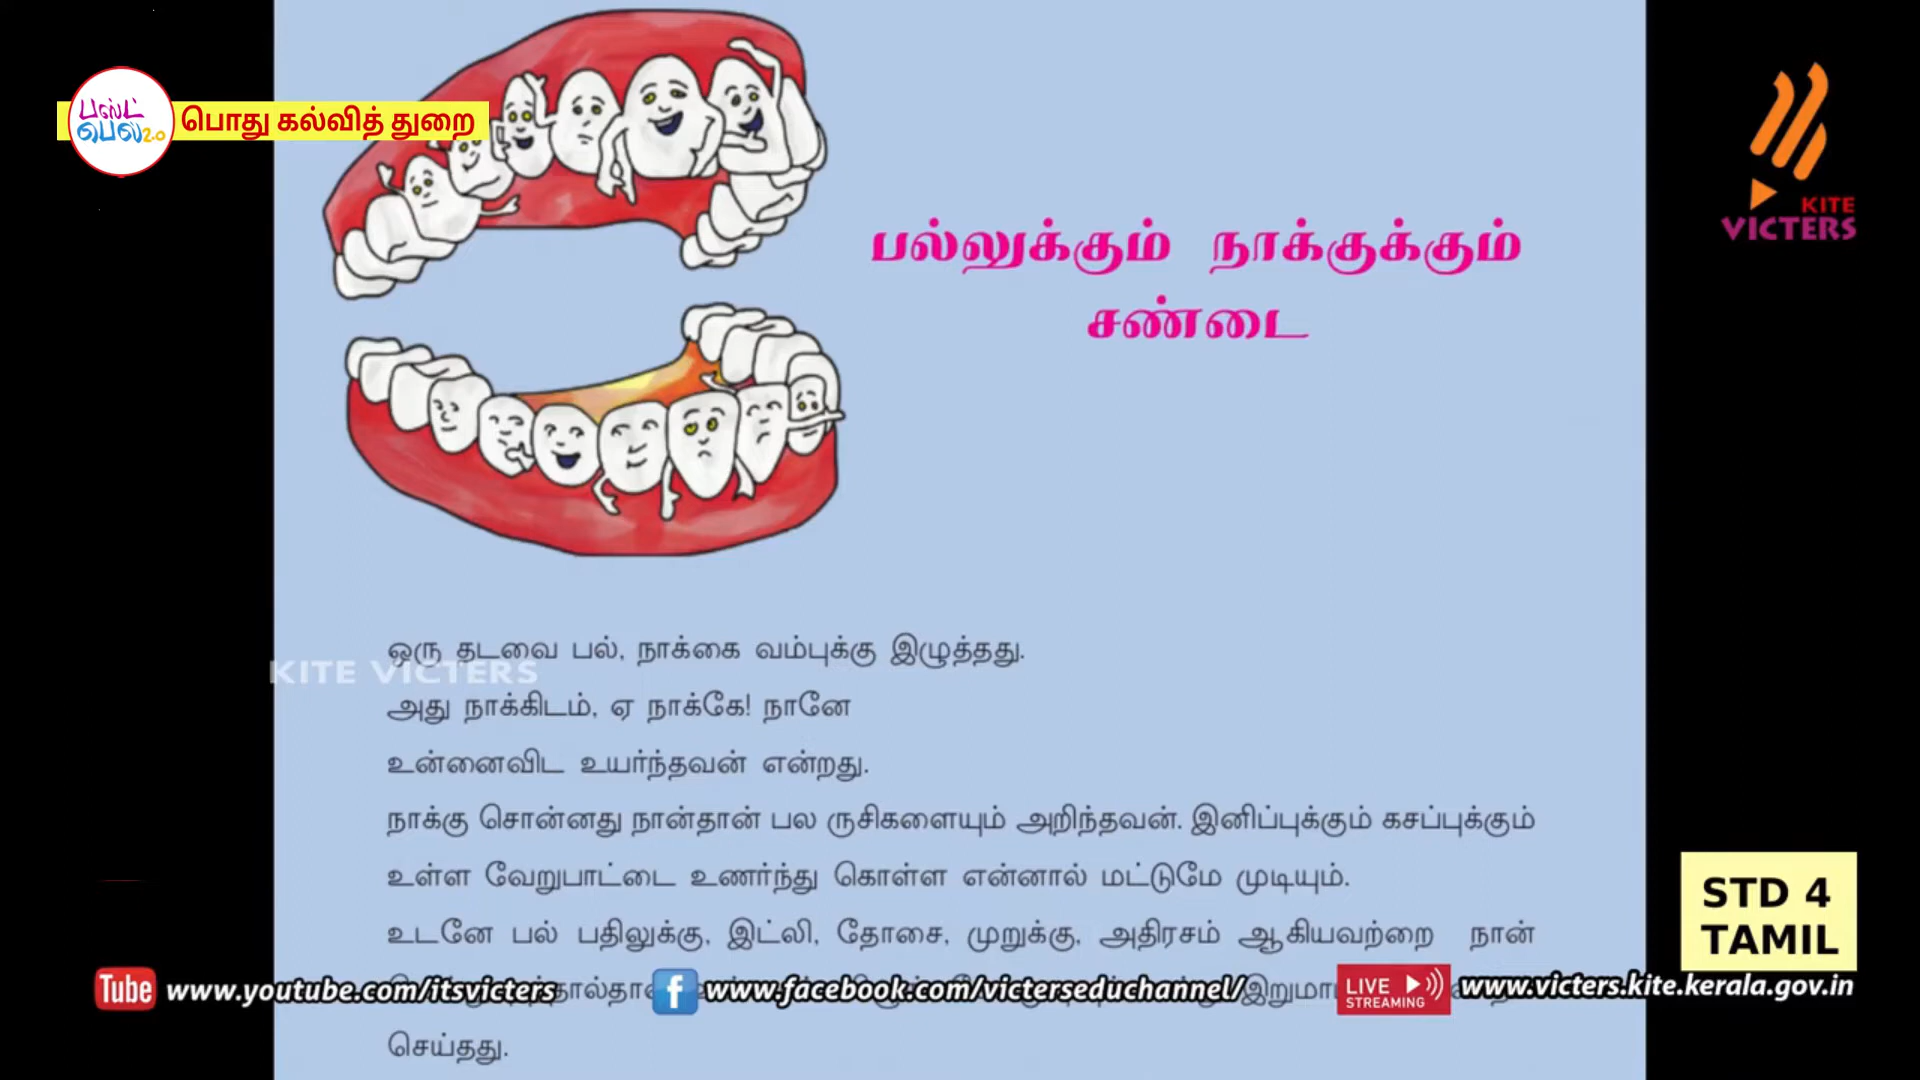 பஸ்ட்
பெல் 2.0
பொது கல்வித் துறை
KITE
VICTERS
பல்லுக்கும் நாக்குக்கும்
சண்டை
ஒரு தடவை பல், நாக்கை வம்புக்கு இழுத்தது.
KITE VICTERS
அது நாக்கிடம், ஏ நாக்கே! நானே
உன்னைவிட உயர்ந்தவன் என்றது.
நாக்கு சொன்னது நான்தான் பல ருசிகளையும் அறிந்தவன். இனிப்புக்கும் கசப்புக்கும்
உள்ள வேறுபாட்டை உணர்ந்து கொள்ள என்னால் மட்டுமே முடியும்.
உடனே பல் பதிலுக்கு, இட்லி, தோசை, முறுக்கு, அதிரசம் ஆகியவற்றை நான்
செய்தது.
STD 4
TAMIL
Tube www.youtube.com/itsvicters
f www.facebook.com/victerseduchannel/
LIVE STREAMING www.victers.kite.kerala.gov.in